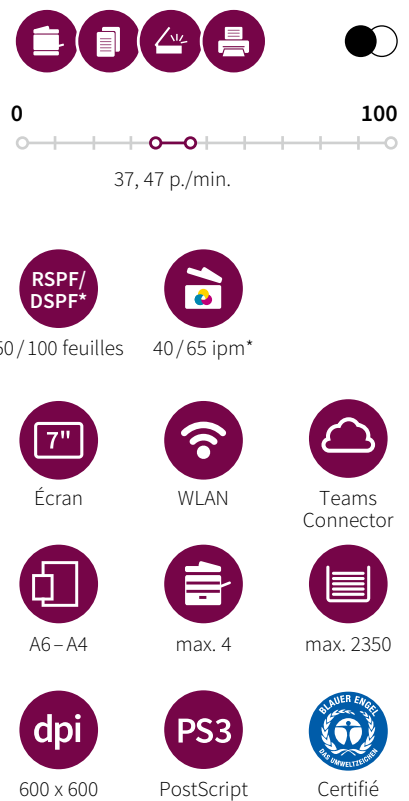 0 100
37, 47 p./min.
RSPF/
DSPF*
50 / 100 feuilles 40 / 65 ipm*
7"
Écran WLAN Teams
Connector
A6 – A4 max. 4 max. 2350
dpi PS3 BLAUER ENGEL
DAS UMWELTZEICHEN
600 x 600 PostScript Certifié